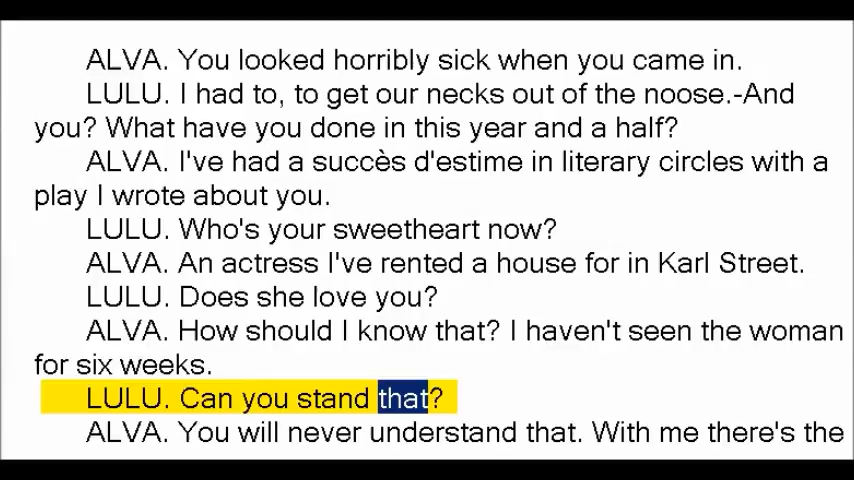 ALVA. You looked horribly sick when you came in.
LULU. I had to, to get our necks out of the noose.-And
you? What have you done in this year and a half?
ALVA. I've had a succès d'estime in literary circles with a
play I wrote about you.
LULU. Who's your sweetheart now?
ALVA. An actress I've rented a house for in Karl Street.
LULU. Does she love you?
ALVA. How should I know that? I haven't seen the woman
for six weeks.
LULU. Can you stand that?
ALVA. You will never understand that. With me there's the